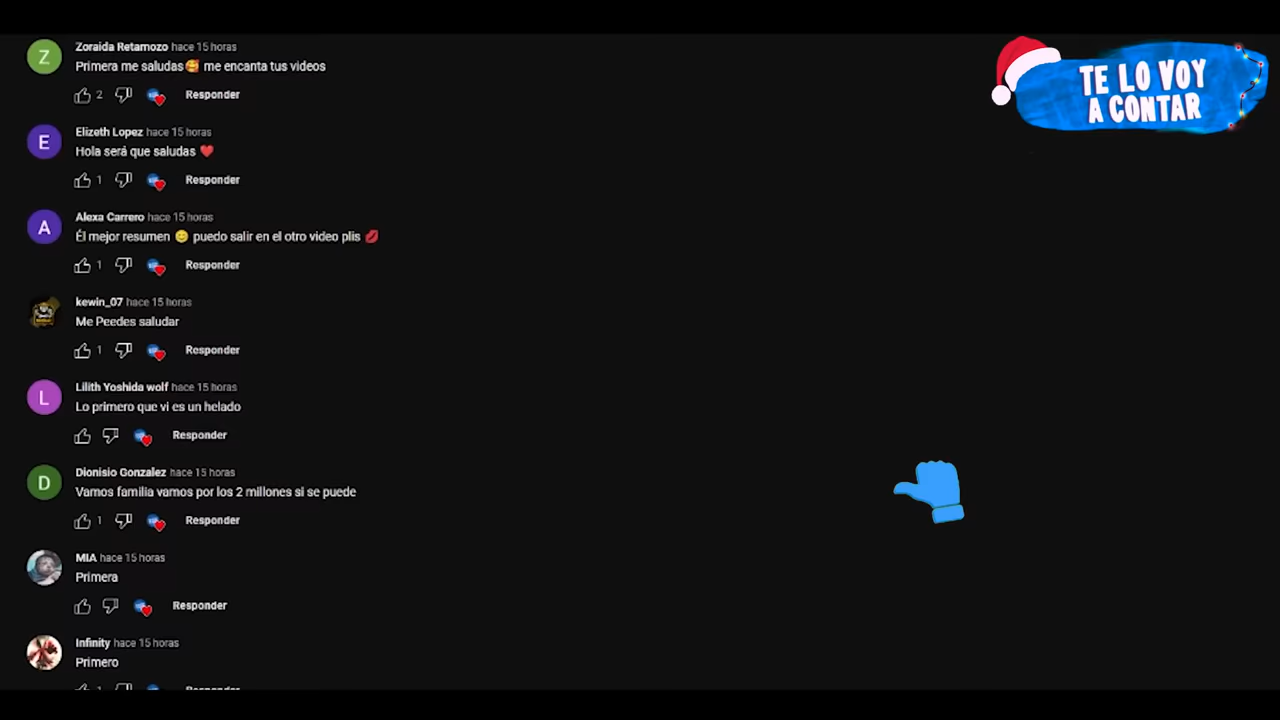 Zoraida Retamozo hace 15 horas
Primera me saludas🥰 me encanta tus videos
2 Responder
Elizeth Lopez hace 15 horas
Hola será que saludas ❤️
1 Responder
Alexa Carrero hace 15 horas
Él mejor resumen 😊 puedo salir en el otro video plis 💋
1 Responder
kewin_07 hace 15 horas
Me Peedes saludar
1 Responder
Lilith Yoshida wolf hace 15 horas
Lo primero que vi es un helado
Responder
Dionisio Gonzalez hace 15 horas
Vamos familia vamos por los 2 millones si se puede
1 Responder
MIA hace 15 horas
Primera
Responder
Infinity hace 15 horas
Primero
1 Responder
TE LO VOY
A CONTAR